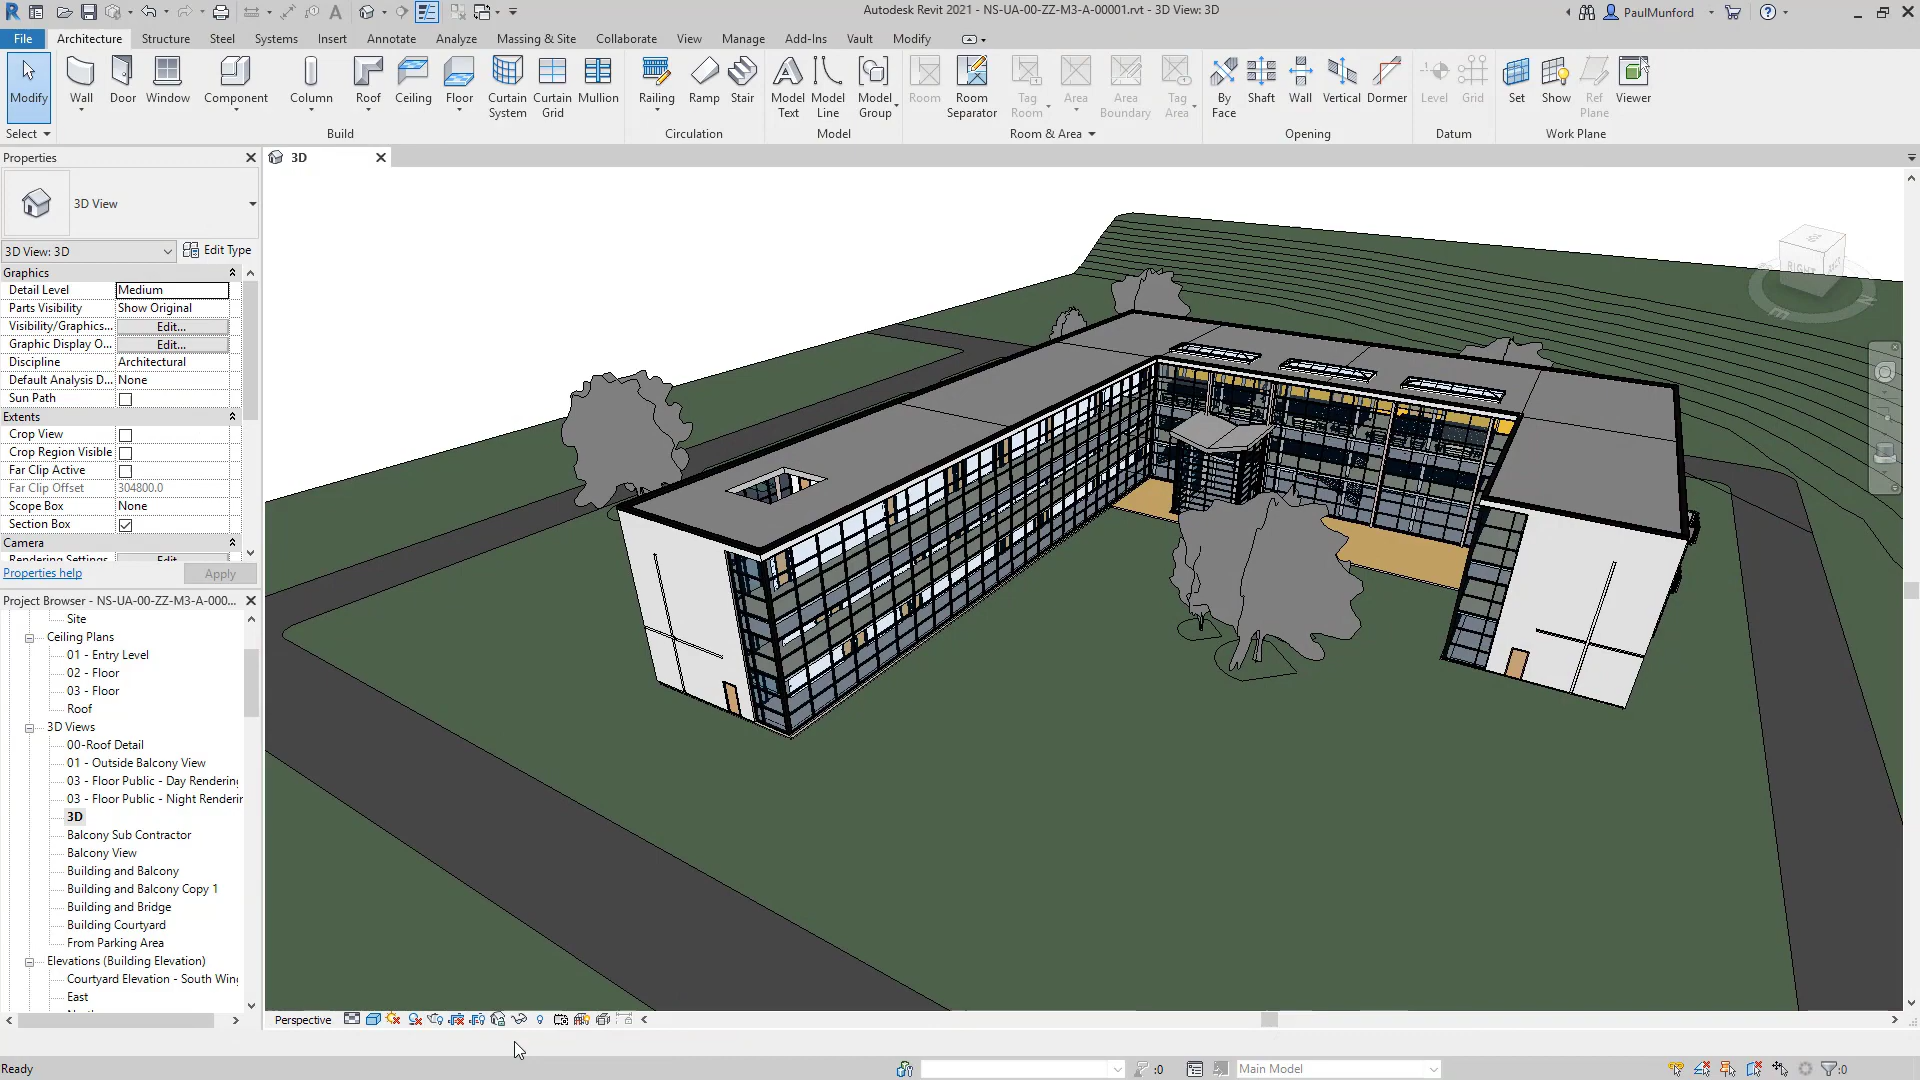 Autodesk Revit 2021 - NS-UA-00-ZZ-M3-A-00001.rvt - 3D View: 3D
PaulMunford
File Architecture Structure Steel Systems Insert Annotate Analyze Massing & Site Collaborate View Manage Add-Ins Vault Modify
Modify Wall Door Window Component Column Roof Ceiling Floor Curtain System Curtain Grid Mullion Railing Ramp Stair Model Text Model Line Model Group Room Room Separator Tag Room Area Area Boundary Tag Area By Face Shaft Wall Vertical Dormer Level Grid Set Show Ref Plane Viewer
Select Build Circulation Model Room & Area Opening Datum Work Plane
Properties
3D
3D View
3D View: 3D Edit Type
Graphics
Detail Level Medium
Parts Visibility Show Original
Visibility/Graphics... Edit...
Graphic Display O... Edit...
Discipline Architectural
Default Analysis D... None
Sun Path
Extents
Crop View
Crop Region Visible
Far Clip Active
Far Clip Offset 304800.0
Scope Box None
Section Box
Camera
Rendering Settings Edit
Properties help Apply
Project Browser - NS-UA-00-ZZ-M3-A-000...
Site
Ceiling Plans
01 - Entry Level
02 - Floor
03 - Floor
Roof
3D Views
00-Roof Detail
01 - Outside Balcony View
03 - Floor Public - Day Rendering
03 - Floor Public - Night Renderin
3D
Balcony Sub Contractor
Balcony View
Building and Balcony
Building and Balcony Copy 1
Building and Bridge
Building Courtyard
From Parking Area
Elevations (Building Elevation)
Courtyard Elevation - South Wing
East
RIGHT
Perspective
Ready
:0
Main Model
:0